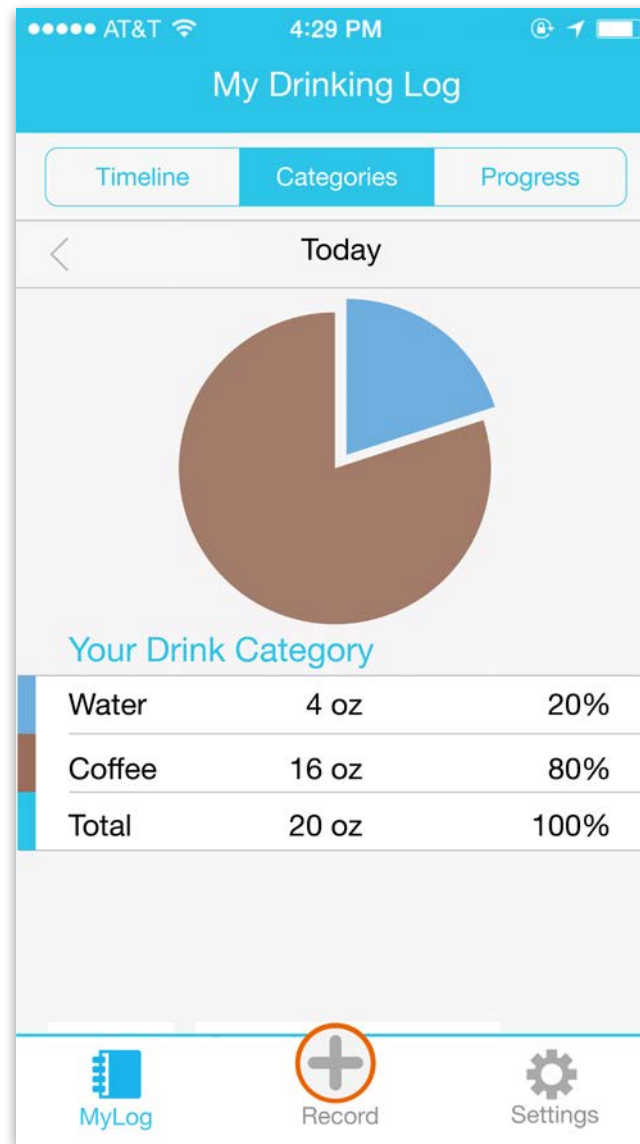 AT&T 4:29 PM
My Drinking Log
Timeline Categories Progress
Today
Your Drink Category
Water 4 oz 20%
Coffee 16 oz 80%
Total 20 oz 100%
MyLog Record Settings